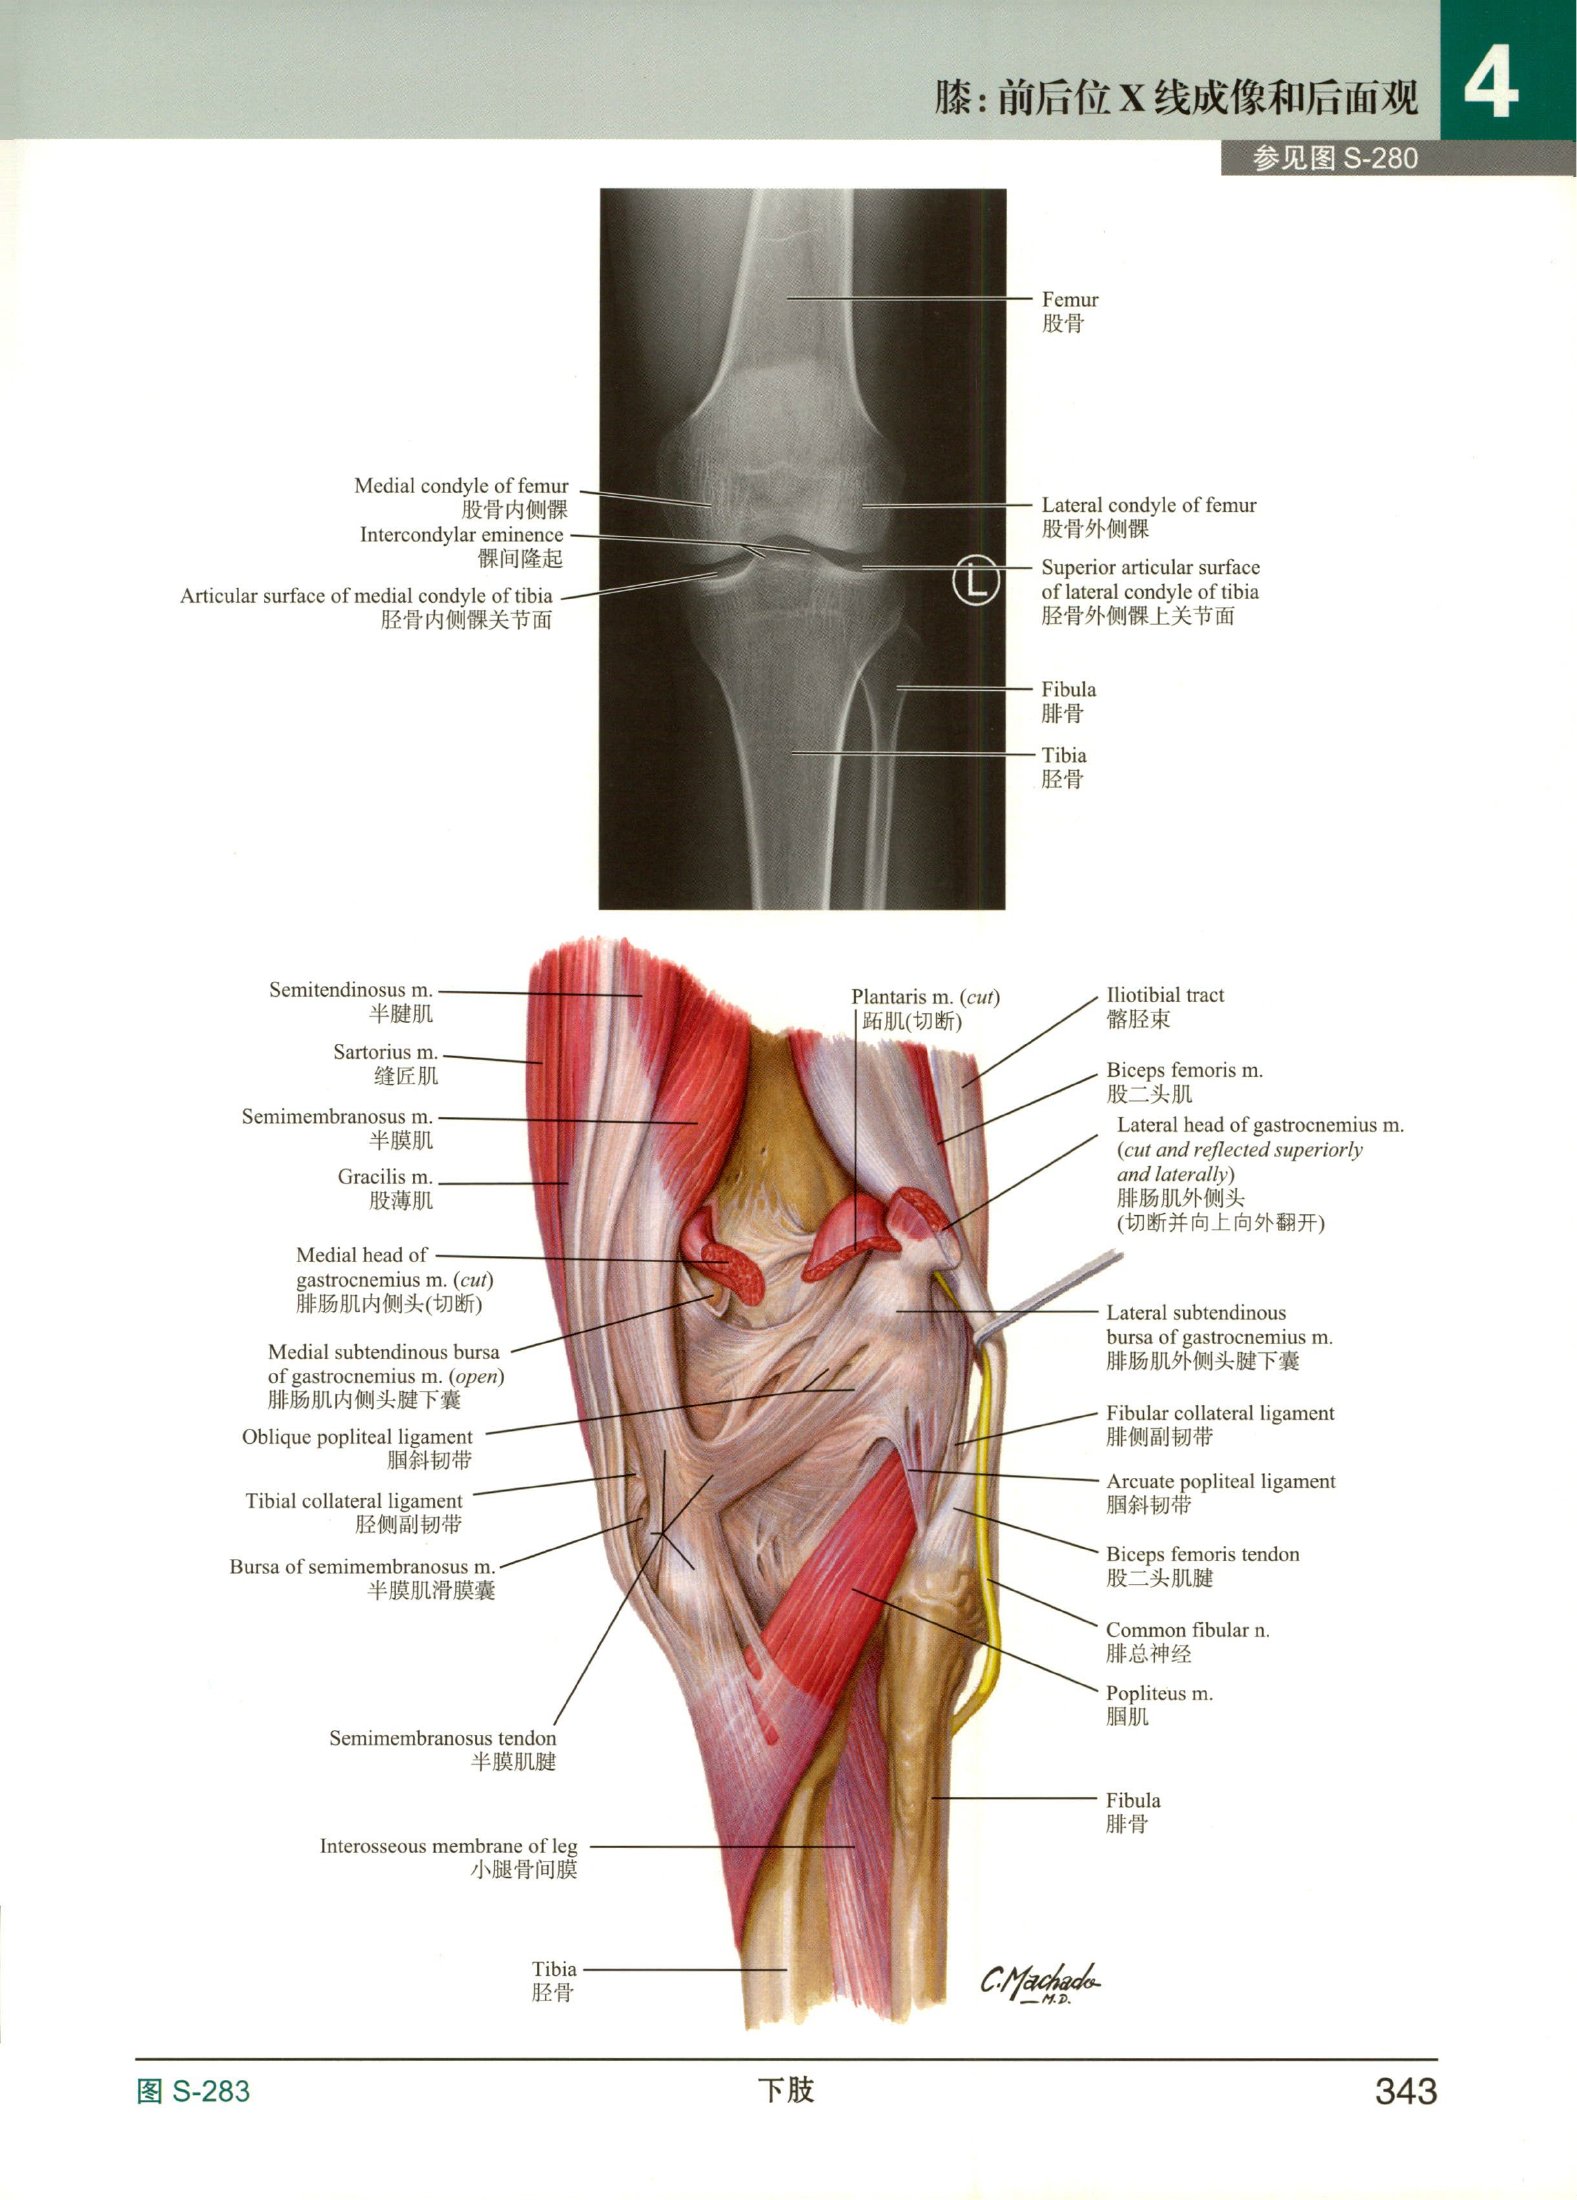 膝：前后位 X 线成像和后面观
4
参见图 S-280
Femur
股骨
Medial condyle of femur
股骨内侧髁
Intercondylar eminence
髁间隆起
Articular surface of medial condyle of tibia
胫骨内侧髁关节面
Lateral condyle of femur
股骨外侧髁
L
Superior articular surface
of lateral condyle of tibia
胫骨外侧髁上关节面
Fibula
腓骨
Tibia
胫骨
Semitendinosus m.
半腱肌
Sartorius m.
缝匠肌
Semimembranosus m.
半膜肌
Gracilis m.
股薄肌
Medial head of
gastrocnemius m. (cut)
腓肠肌内侧头(切断)
Medial subtendinous bursa
of gastrocnemius m. (open)
腓肠肌内侧头腱下囊
Oblique popliteal ligament
腘斜韧带
Tibial collateral ligament
胫侧副韧带
Bursa of semimembranosus m.
半膜肌滑膜囊
Semimembranosus tendon
半膜肌腱
Interosseous membrane of leg
小腿骨间膜
Tibia
胫骨
Plantaris m. (cut)
跖肌(切断)
Iliotibial tract
髂胫束
Biceps femoris m.
股二头肌
Lateral head of gastrocnemius m.
(cut and reflected superiorly
and laterally)
腓肠肌外侧头
(切断并向上向外翻开)
Lateral subtendinous
bursa of gastrocnemius m.
腓肠肌外侧头腱下囊
Fibular collateral ligament
腓侧副韧带
Arcuate popliteal ligament
腘斜韧带
Biceps femoris tendon
股二头肌腱
Common fibular n.
腓总神经
Popliteus m.
腘肌
Fibula
腓骨
C.Machado
M.D.
图 S-283
下肢
343